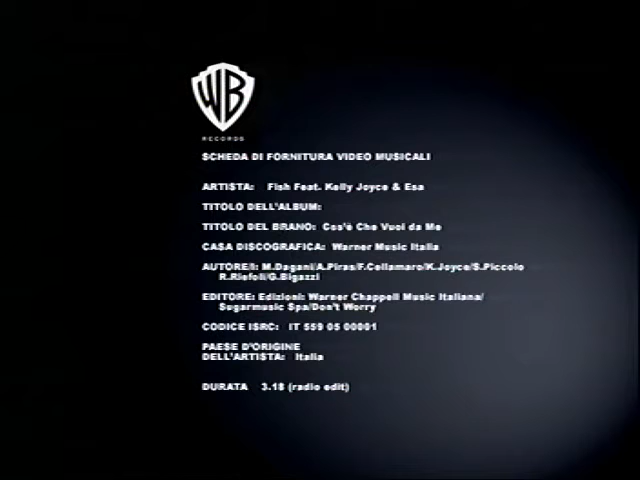 WB
RECORDS
SCHEDA DI FORNITURA VIDEO MUSICALI
ARTISTA: Fish Feat. Kelly Joyce & Esa
TITOLO DELL'ALBUM:
TITOLO DEL BRANO: Cos'è Che Vuoi da Me
CASA DISCOGRAFICA: Warner Music Italia
AUTORE/I: M.Dagani/A.Piras/F.Cellamaro/K.Joyce/S.Piccolo
R.Riefoli/G.Bigazzi
EDITORE: Edizioni: Warner Chappell Music Italiana/
Sugarmusic Spa/Don't Worry
CODICE ISRC: IT 559 05 00001
PAESE D'ORIGINE
DELL'ARTISTA: Italia
DURATA 3.18 (radio edit)